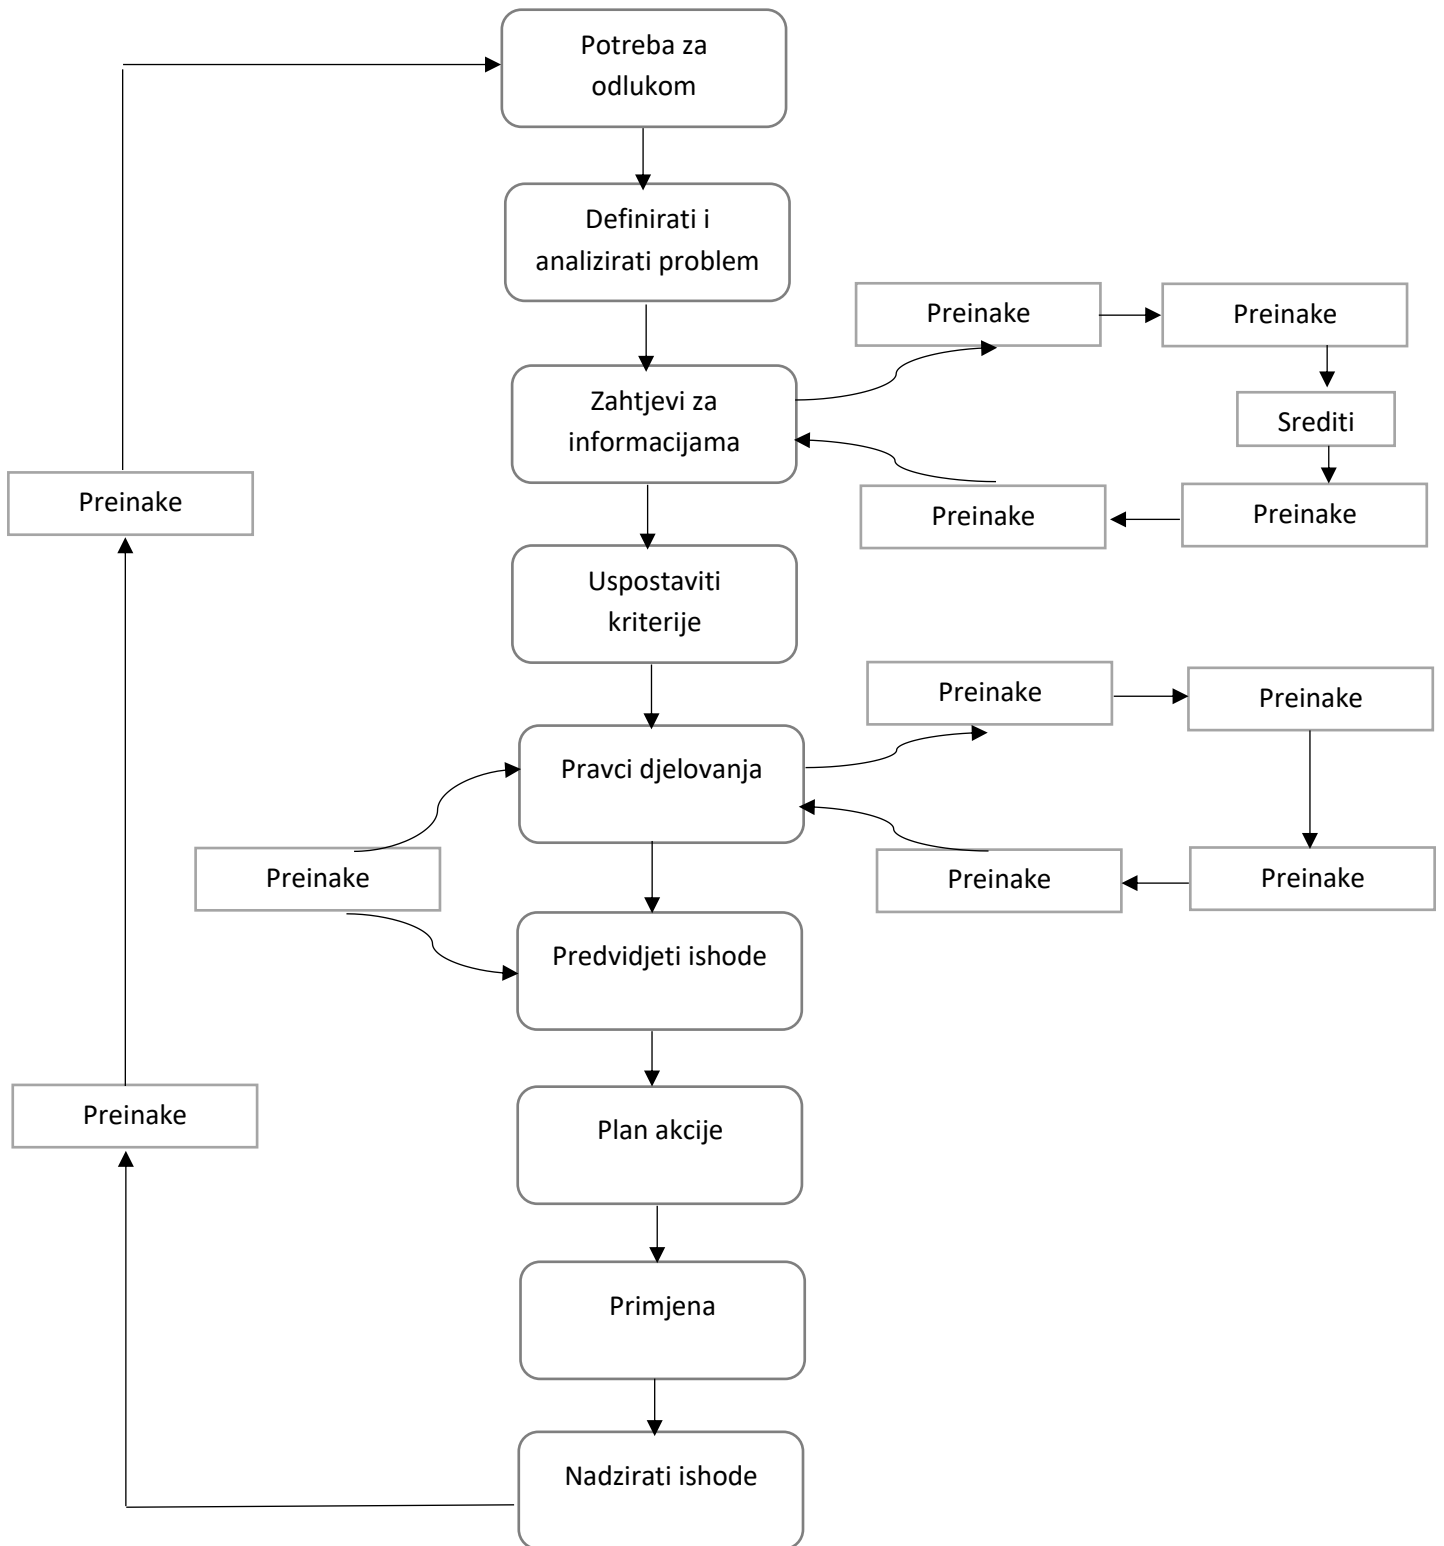 Potreba za
odlukom
Definirati i
analizirati problem
Preinake
Preinake
Zahtjevi za
informacijama
Srediti
Preinake
Preinake
Preinake
Uspostaviti
kriterije
Preinake
Preinake
Pravci djelovanja
Preinake
Preinake
Preinake
Predvidjeti ishode
Preinake
Plan akcije
Primjena
Nadzirati ishode